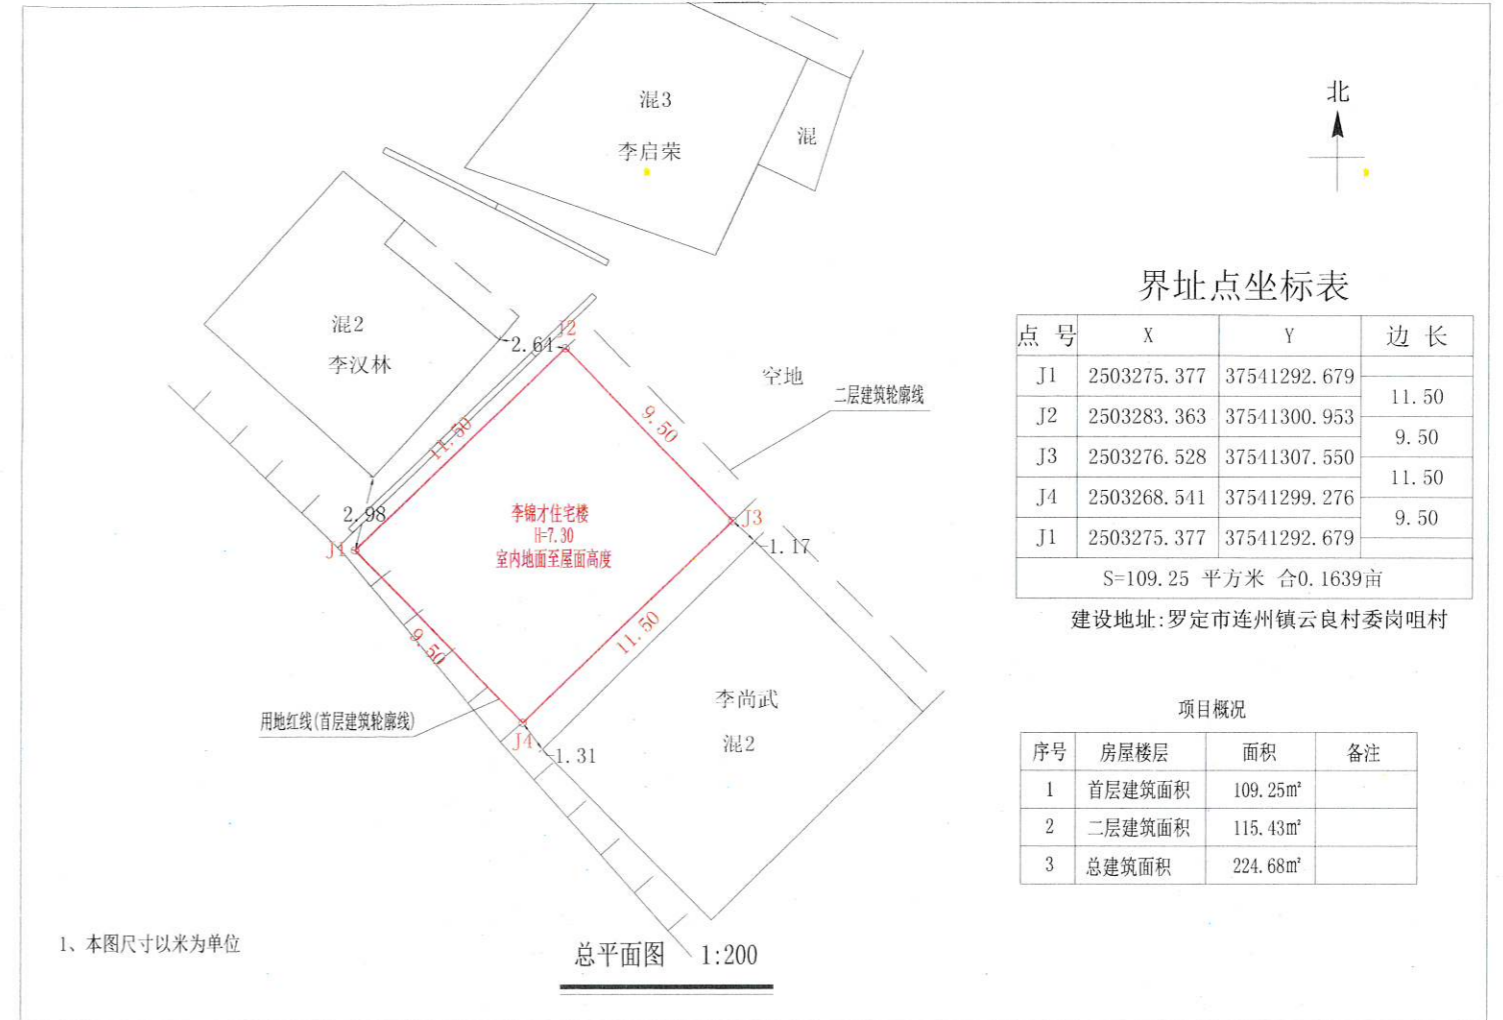 北
混3
混
李启荣
界址点坐标表
点 号 X Y 边 长
J1 2503275.377 37541292.679
11.50
J2 2503283.363 37541300.953
9.50
J3 2503276.528 37541307.550
11.50
J4 2503268.541 37541299.276
9.50
J1 2503275.377 37541292.679
S=109.25 平方米 合0.1639亩
建设地址:罗定市连州镇云良村委岗咀村
混2
李汉林
J2
2.61
空地
二层建筑轮廓线
9.50
11.50
2.98
李锦才住宅楼
H=7.30
室内地面至屋面高度
J1
J3
1.17
11.50
9.50
用地红线(首层建筑轮廓线)
J4
1.31
李尚武
混2
项目概况
序号 房屋楼层 面积 备注
1 首层建筑面积 109.25㎡
2 二层建筑面积 115.43㎡
3 总建筑面积 224.68㎡
1、本图尺寸以米为单位
总平面图 1:200